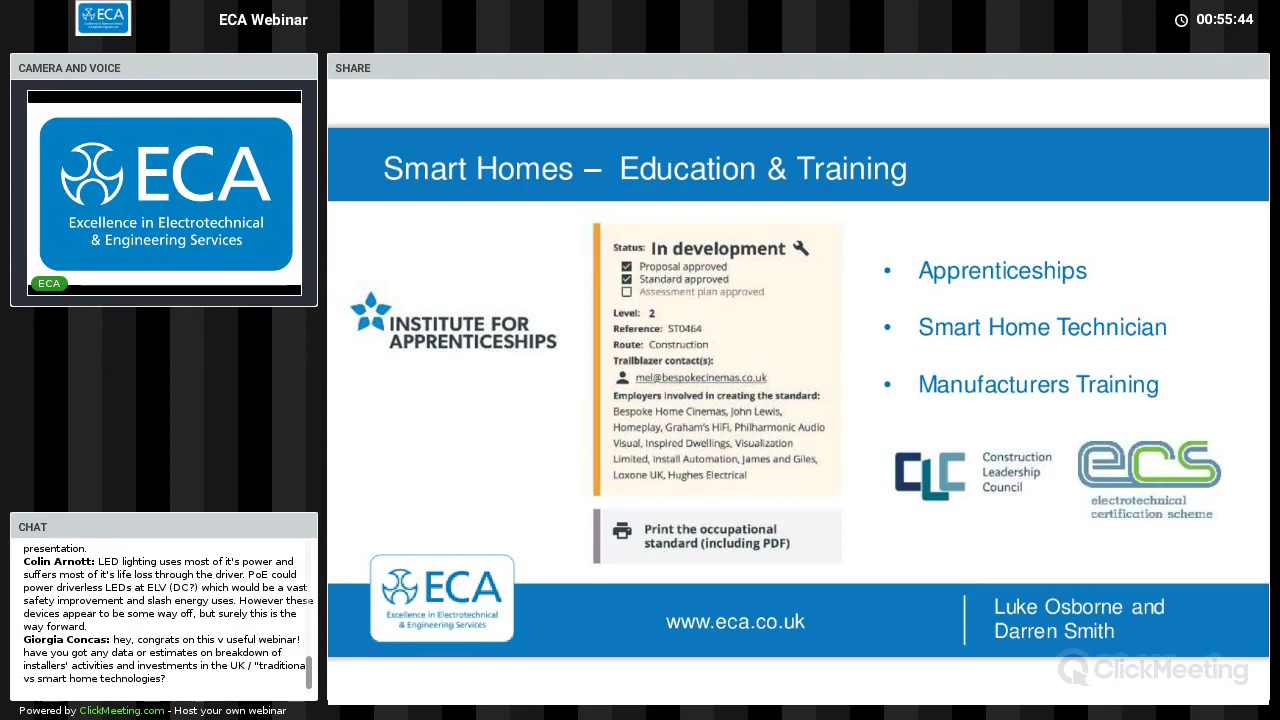 ECA
ECA Webinar
00:55:44
CAMERA AND VOICE
ECA
Excellence in Electrotechnical
& Engineering Services
ECA
CHAT
presentation.
Colin Arnott: LED lighting uses most of it's power and
suffers most of it's life loss through the driver. PoE could
power driverless LEDs at ELV (DC?) which would be a vast
safety improvement and slash energy uses. However these
devices appear to be some way off, but surely this is the
way forward.
Giorgia Concas: hey, congrats on this v useful webinar!
have you got any data or estimates on breakdown of
installers' activities and investments in the UK / "traditiona
vs smart home technologies?
Powered by ClickMeeting.com - Host your own webinar
SHARE
Smart Homes – Education & Training
INSTITUTE FOR
APPRENTICESHIPS
Status: In development
Proposal approved
Standard approved
Assessment plan approved
Level: 2
Reference: ST0464
Route: Construction
Trailblazer contact(s):
mel@bespokecinemas.co.uk
Employers involved in creating the standard:
Bespoke Home Cinemas, John Lewis,
Homeplay, Graham's HiFi, Philharmonic Audio
Visual, Inspired Dwellings, Visualization
Limited, Install Automation, James and Giles,
Loxone UK, Hughes Electrical
Print the occupational
standard (including PDF)
• Apprenticeships
• Smart Home Technician
• Manufacturers Training
CLC
Construction
Leadership
Council
ecs
electrotechnical
certification scheme
ECA
Excellence in Electrotechnical
& Engineering Services
www.eca.co.uk
Luke Osborne and
Darren Smith
ClickMeeting